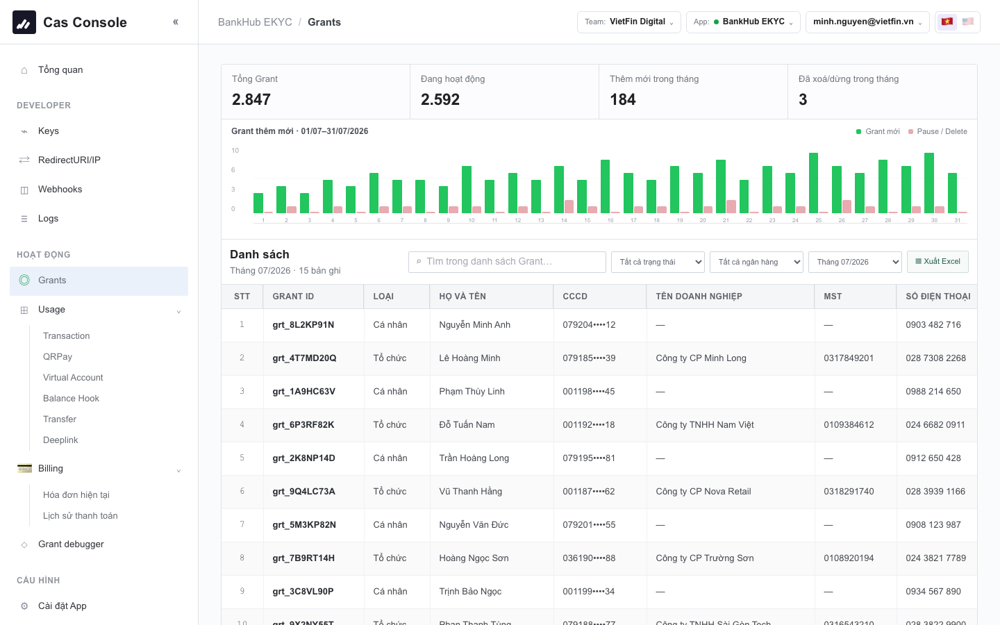 Cas Console «
BankHub EKYC / Grants
Team: VietFin Digital
App: BankHub EKYC
minh.nguyen@vietfin.vn
Tổng quan
DEVELOPER
Keys
RedirectURI/IP
Webhooks
Logs
HOẠT ĐỘNG
Grants
Usage
Transaction
QRPay
Virtual Account
Balance Hook
Transfer
Deeplink
Billing
Hóa đơn hiện tại
Lịch sử thanh toán
Grant debugger
CẤU HÌNH
Cài đặt App
Tổng Grant
2.847
Đang hoạt động
2.592
Thêm mới trong tháng
184
Đã xoá/dừng trong tháng
3
Grant thêm mới · 01/07–31/07/2026
Grant mới Pause / Delete
10
6
3
0
1 2 3 4 5 6 7 8 9 10 11 12 13 14 15 16 17 18 19 20 21 22 23 24 25 26 27 28 29 30 31
Danh sách
Tháng 07/2026 · 15 bản ghi
Tìm trong danh sách Grant…
Tất cả trạng thái
Tất cả ngân hàng
Tháng 07/2026
Xuất Excel
STT GRANT ID LOẠI HỌ VÀ TÊN CCCD TÊN DOANH NGHIỆP MST SỐ ĐIỆN THOẠI
1 grt_8L2KP91N Cá nhân Nguyễn Minh Anh 079204••••12 — — 0903 482 716
2 grt_4T7MD20Q Tổ chức Lê Hoàng Minh 079185••••39 Công ty CP Minh Long 0317849201 028 7308 2268
3 grt_1A9HC63V Cá nhân Phạm Thùy Linh 001198••••45 — — 0988 214 650
4 grt_6P3RF82K Tổ chức Đỗ Tuấn Nam 001192••••18 Công ty TNHH Nam Việt 0109384612 024 6682 0911
5 grt_2K8NP14D Cá nhân Trần Hoàng Long 079195••••81 — — 0912 650 428
6 grt_9Q4LC73A Tổ chức Vũ Thanh Hằng 001187••••62 Công ty CP Nova Retail 0318291740 028 3939 1166
7 grt_5M3KP82N Cá nhân Nguyễn Văn Đức 079201••••55 — — 0908 123 987
8 grt_7B9RT14H Tổ chức Hoàng Ngọc Sơn 036190••••88 Công ty CP Trường Sơn 0108920194 024 3821 7789
9 grt_3C8VL90P Cá nhân Trịnh Bảo Ngọc 001199••••34 — — 0934 567 890
10 grt_9X2NY55T Tổ chức Phan Thanh Tùng 079188••••77 Công ty TNHH Sài Gòn Tech 0316543210 028 3822 9900